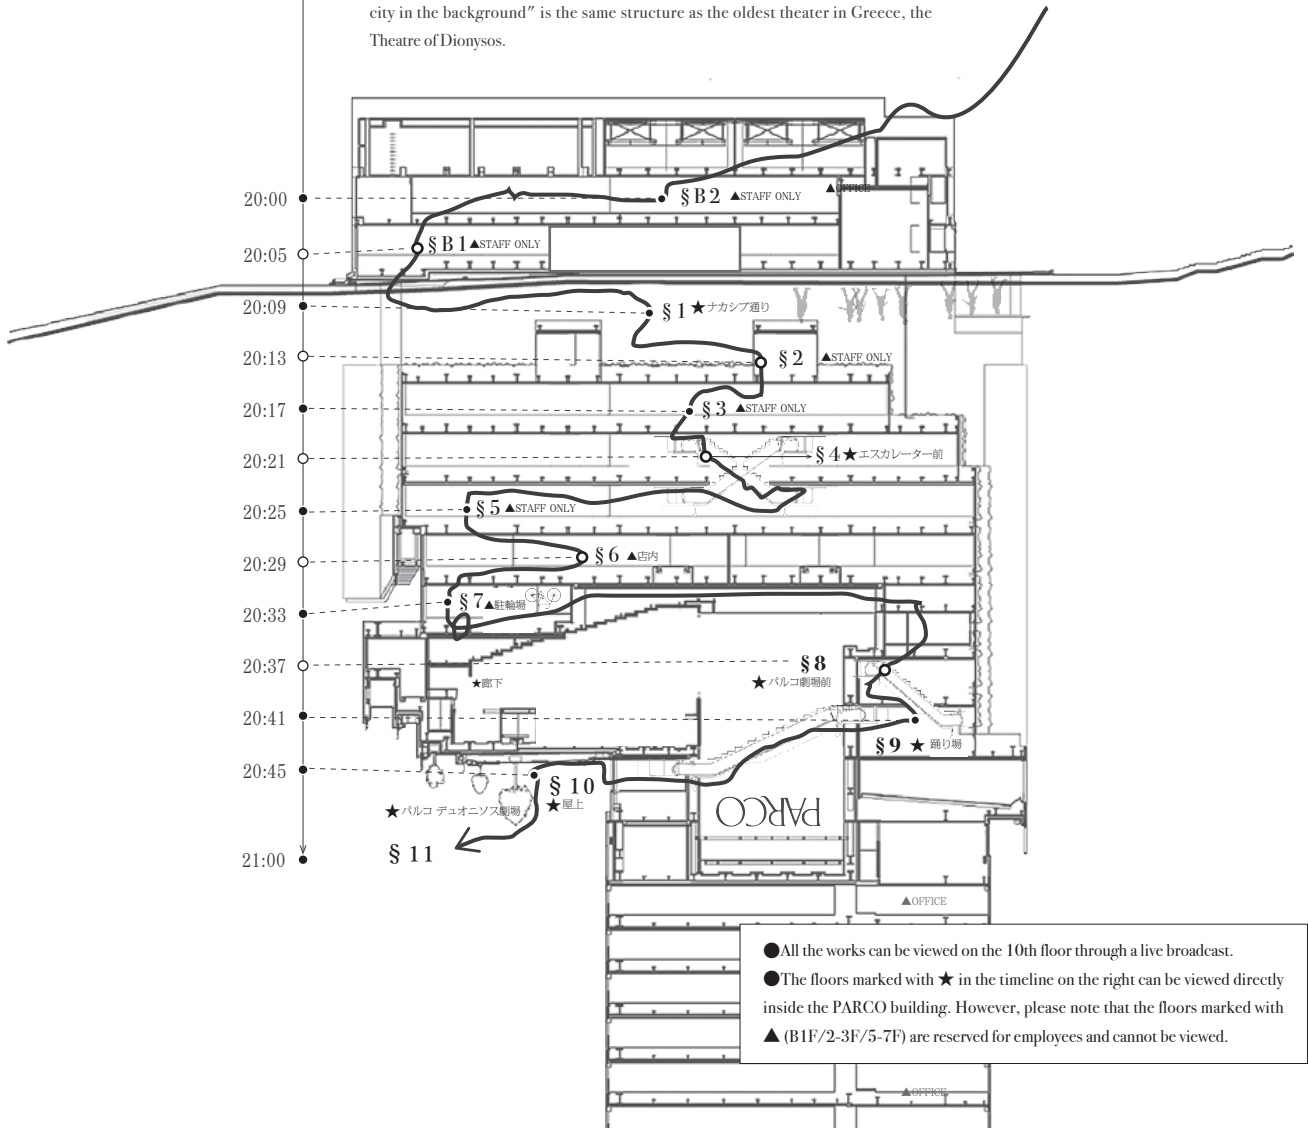 city in the background″ is the same structure as the oldest theater in Greece, the
Theatre of Dionysos.
▲OFFICE
20:00
§B2 ▲STAFF ONLY
20:05
§B1 ▲STAFF ONLY
20:09
§1 ★ナカシブ通り
20:13
§2 ▲STAFF ONLY
20:17
§3 ▲STAFF ONLY
20:21
§4★エスカレーター前
20:25
§5 ▲STAFF ONLY
20:29
§6 ▲店内
20:33
§7▲駐輪場
20:37
§8
★パルコ劇場前
★廊下
20:41
§9 ★ 踊り場
20:45
§10
★屋上
★パルコ デュオニソス劇場
PARCO
§11
21:00
▲OFFICE
●All the works can be viewed on the 10th floor through a live broadcast.
●The floors marked with ★ in the timeline on the right can be viewed directly
inside the PARCO building. However, please note that the floors marked with
▲ (B1F/2-3F/5-7F) are reserved for employees and cannot be viewed.
▲OFFICE